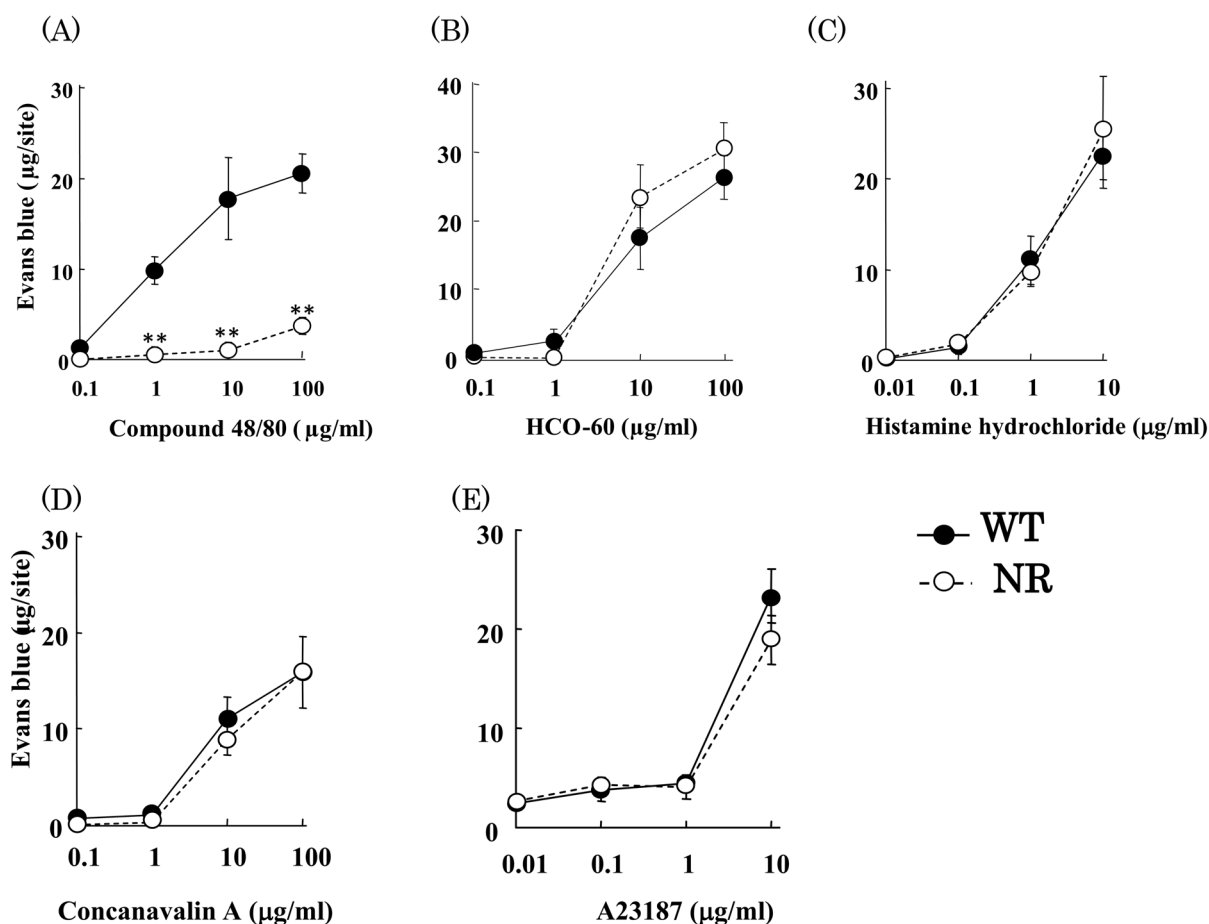 (A)
30
20
10
0
Evans blue (µg/site)
**
**
**
0.1 1 10 100
Compound 48/80 ( µg/ml)
(B)
40
30
20
10
0
0.1 1 10 100
HCO-60 (µg/ml)
(C)
30
20
10
0
0.01 0.1 1 10
Histamine hydrochloride (µg/ml)
(D)
30
20
10
0
Evans blue (µg/site)
0.1 1 10 100
Concanavalin A (µg/ml)
(E)
30
20
10
0
0.01 0.1 1 10
A23187 (µg/ml)
WT
NR